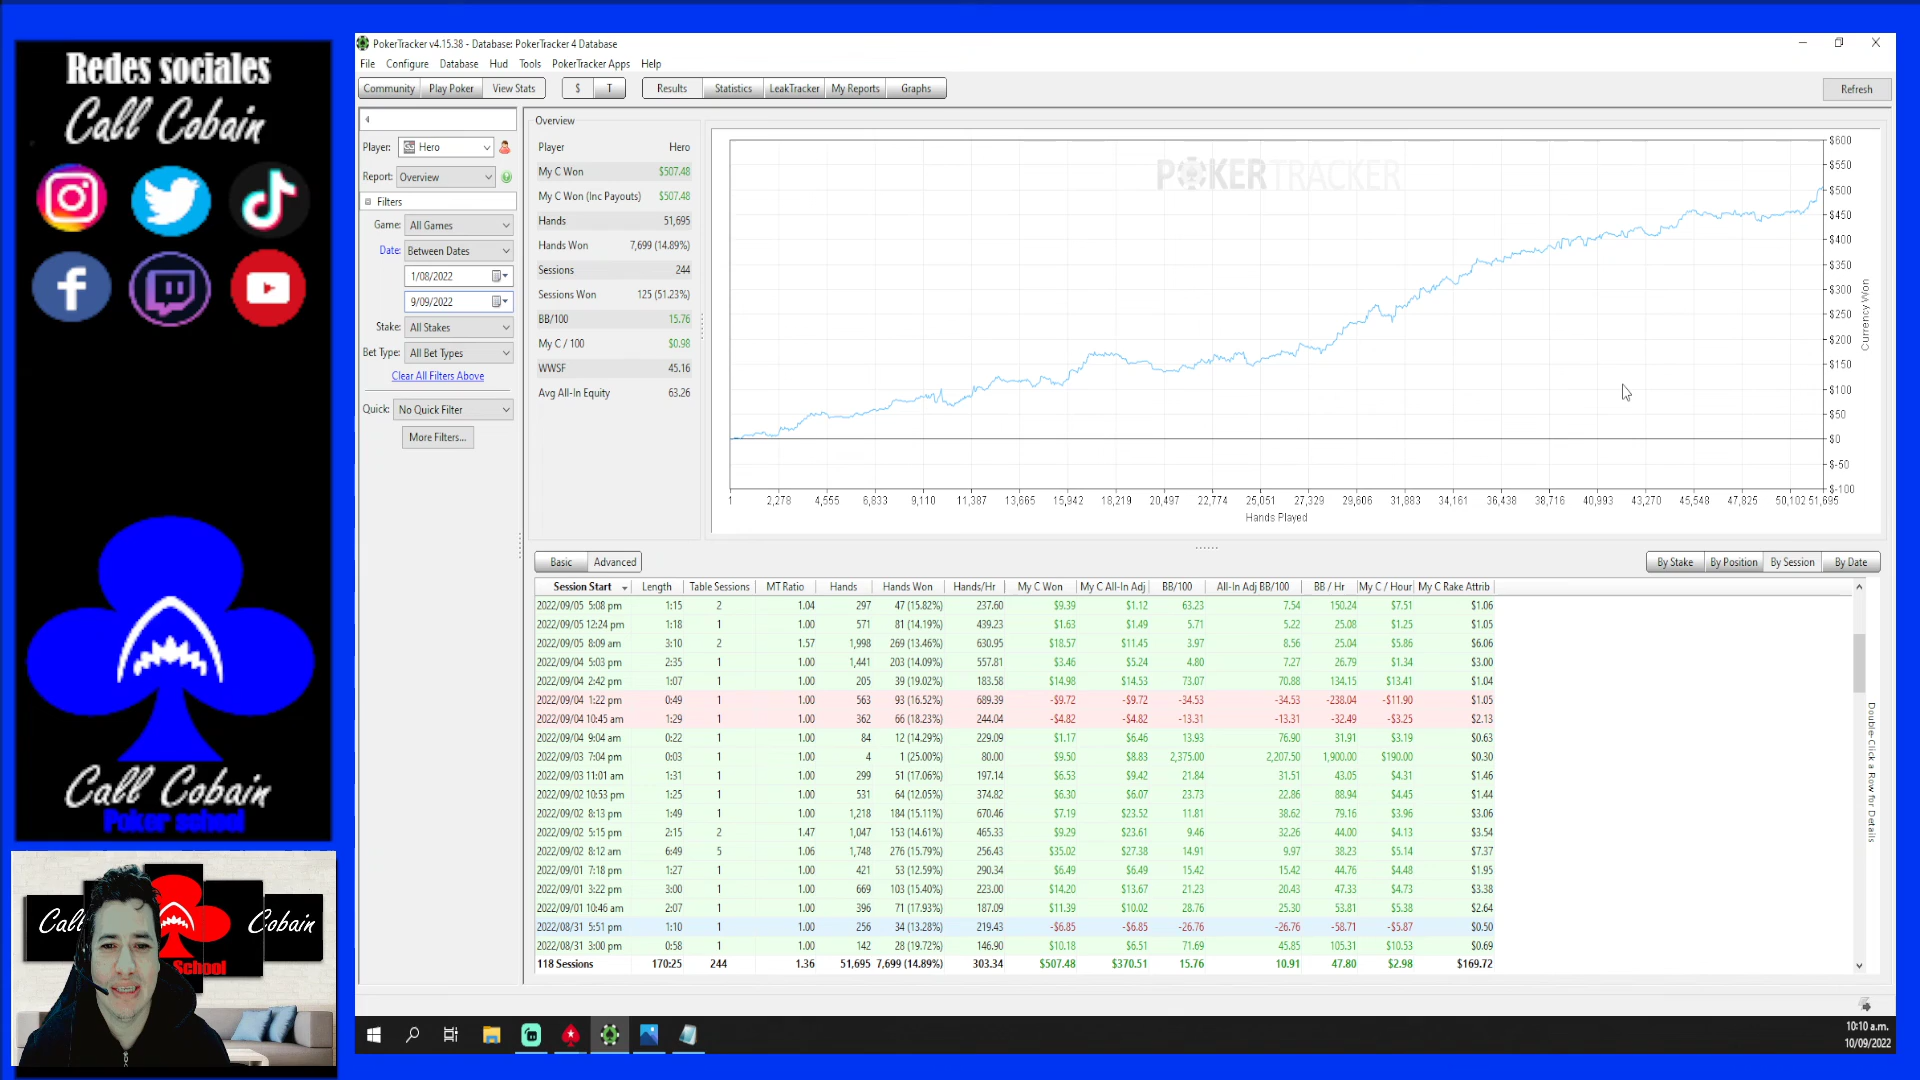 Redes sociales
Call Cobain
Call Cobain
Poker school
Call Cobain
School
PokerTracker v4.15.38 - Database: PokerTracker 4 Database
File Configure Database Hud Tools PokerTracker Apps Help
Community Play Poker View Stats $ T Results Statistics LeakTracker My Reports Graphs Refresh
Player: Hero
Report: Overview
Filters
Game: All Games
Date: Between Dates
1/08/2022
9/09/2022
Stake: All Stakes
Bet Type: All Bet Types
Clear All Filters Above
Quick: No Quick Filter
More Filters...
Overview
Player Hero
My C Won $507.48
My C Won (Inc Payouts) $507.48
Hands 51,695
Hands Won 7,699 (14.89%)
Sessions 244
Sessions Won 125 (51.23%)
BB/100 15.76
My C / 100 $0.98
WWSF 45.16
Avg All-In Equity 63.26
POKERTRACKER
$600
$550
$500
$450
$400
$350
$300
$250
$200
$150
$100
$50
$0
$-50
$-100
Currency Won
1 2,278 4,555 6,833 9,110 11,387 13,665 15,942 18,219 20,497 22,774 25,051 27,329 29,606 31,883 34,161 36,438 38,716 40,993 43,270 45,548 47,825 50,102 51,695
Hands Played
Basic Advanced By Stake By Position By Session By Date
Session Start Length Table Sessions MT Ratio Hands Hands Won Hands/Hr My C Won My C All-In Adj BB/100 All-In Adj BB/100 BB / Hr My C / Hour My C Rake Attrib
2022/09/05 5:08 pm 1:15 2 1.04 297 47 (15.82%) 237.60 $9.39 $1.12 63.23 7.54 150.24 $7.51 $1.06
2022/09/05 12:24 pm 1:18 1 1.00 571 81 (14.19%) 439.23 $1.63 $1.49 5.71 5.22 25.08 $1.25 $1.05
2022/09/05 8:09 am 3:10 2 1.57 1,998 269 (13.46%) 630.95 $18.57 $11.45 3.97 8.56 25.04 $5.86 $6.06
2022/09/04 5:03 pm 2:35 1 1.00 1,441 203 (14.09%) 557.81 $3.46 $5.24 4.80 7.27 26.79 $1.34 $3.00
2022/09/04 2:42 pm 1:07 1 1.00 205 39 (19.02%) 183.58 $14.98 $14.53 73.07 70.88 134.15 $13.41 $1.04
2022/09/04 1:22 pm 0:49 1 1.00 563 93 (16.52%) 689.39 -$9.72 -$9.72 -34.53 -34.53 -238.04 -$11.90 $1.05
2022/09/04 10:45 am 1:29 1 1.00 362 66 (18.23%) 244.04 -$4.82 -$4.82 -13.31 -13.31 -32.49 -$3.25 $2.13
2022/09/04 9:04 am 0:22 1 1.00 84 12 (14.29%) 229.09 $1.17 $6.46 13.93 76.90 31.91 $3.19 $0.63
2022/09/03 7:04 pm 0:03 1 1.00 4 1 (25.00%) 80.00 $9.50 $8.83 2,375.00 2,207.50 1,900.00 $190.00 $0.30
2022/09/03 11:01 am 1:31 1 1.00 299 51 (17.06%) 197.14 $6.53 $9.42 21.84 31.51 43.05 $4.31 $1.46
2022/09/02 10:53 pm 1:25 1 1.00 531 64 (12.05%) 374.82 $6.30 $6.07 23.73 22.86 88.94 $4.45 $1.44
2022/09/02 8:13 pm 1:49 1 1.00 1,218 184 (15.11%) 670.46 $7.19 $23.52 11.81 38.62 79.16 $3.96 $3.06
2022/09/02 5:15 pm 2:15 2 1.47 1,047 153 (14.61%) 465.33 $9.29 $23.61 9.46 32.26 44.00 $4.13 $3.54
2022/09/02 8:12 am 6:49 5 1.06 1,748 276 (15.79%) 256.43 $35.02 $27.38 14.91 9.97 38.23 $5.14 $7.37
2022/09/01 7:18 pm 1:27 1 1.00 421 53 (12.59%) 290.34 $6.49 $6.49 15.42 15.42 44.76 $4.48 $1.95
2022/09/01 3:22 pm 3:00 1 1.00 669 103 (15.40%) 223.00 $14.20 $13.67 21.23 20.43 47.33 $4.73 $3.38
2022/09/01 10:46 am 2:07 1 1.00 396 71 (17.93%) 187.09 $11.39 $10.02 28.76 25.30 53.81 $5.38 $2.64
2022/08/31 5:51 pm 1:10 1 1.00 256 34 (13.28%) 219.43 -$6.85 -$6.85 -26.76 -26.76 -58.71 -$5.87 $0.50
2022/08/31 3:00 pm 0:58 1 1.00 142 28 (19.72%) 146.90 $10.18 $6.51 71.69 45.85 105.31 $10.53 $0.69
118 Sessions 170:25 244 1.36 51,695 7,699 (14.89%) 303.34 $507.48 $370.51 15.76 10.91 47.80 $2.98 $169.72
Double-Click a Row for Details
10:10 a.m.
10/09/2022